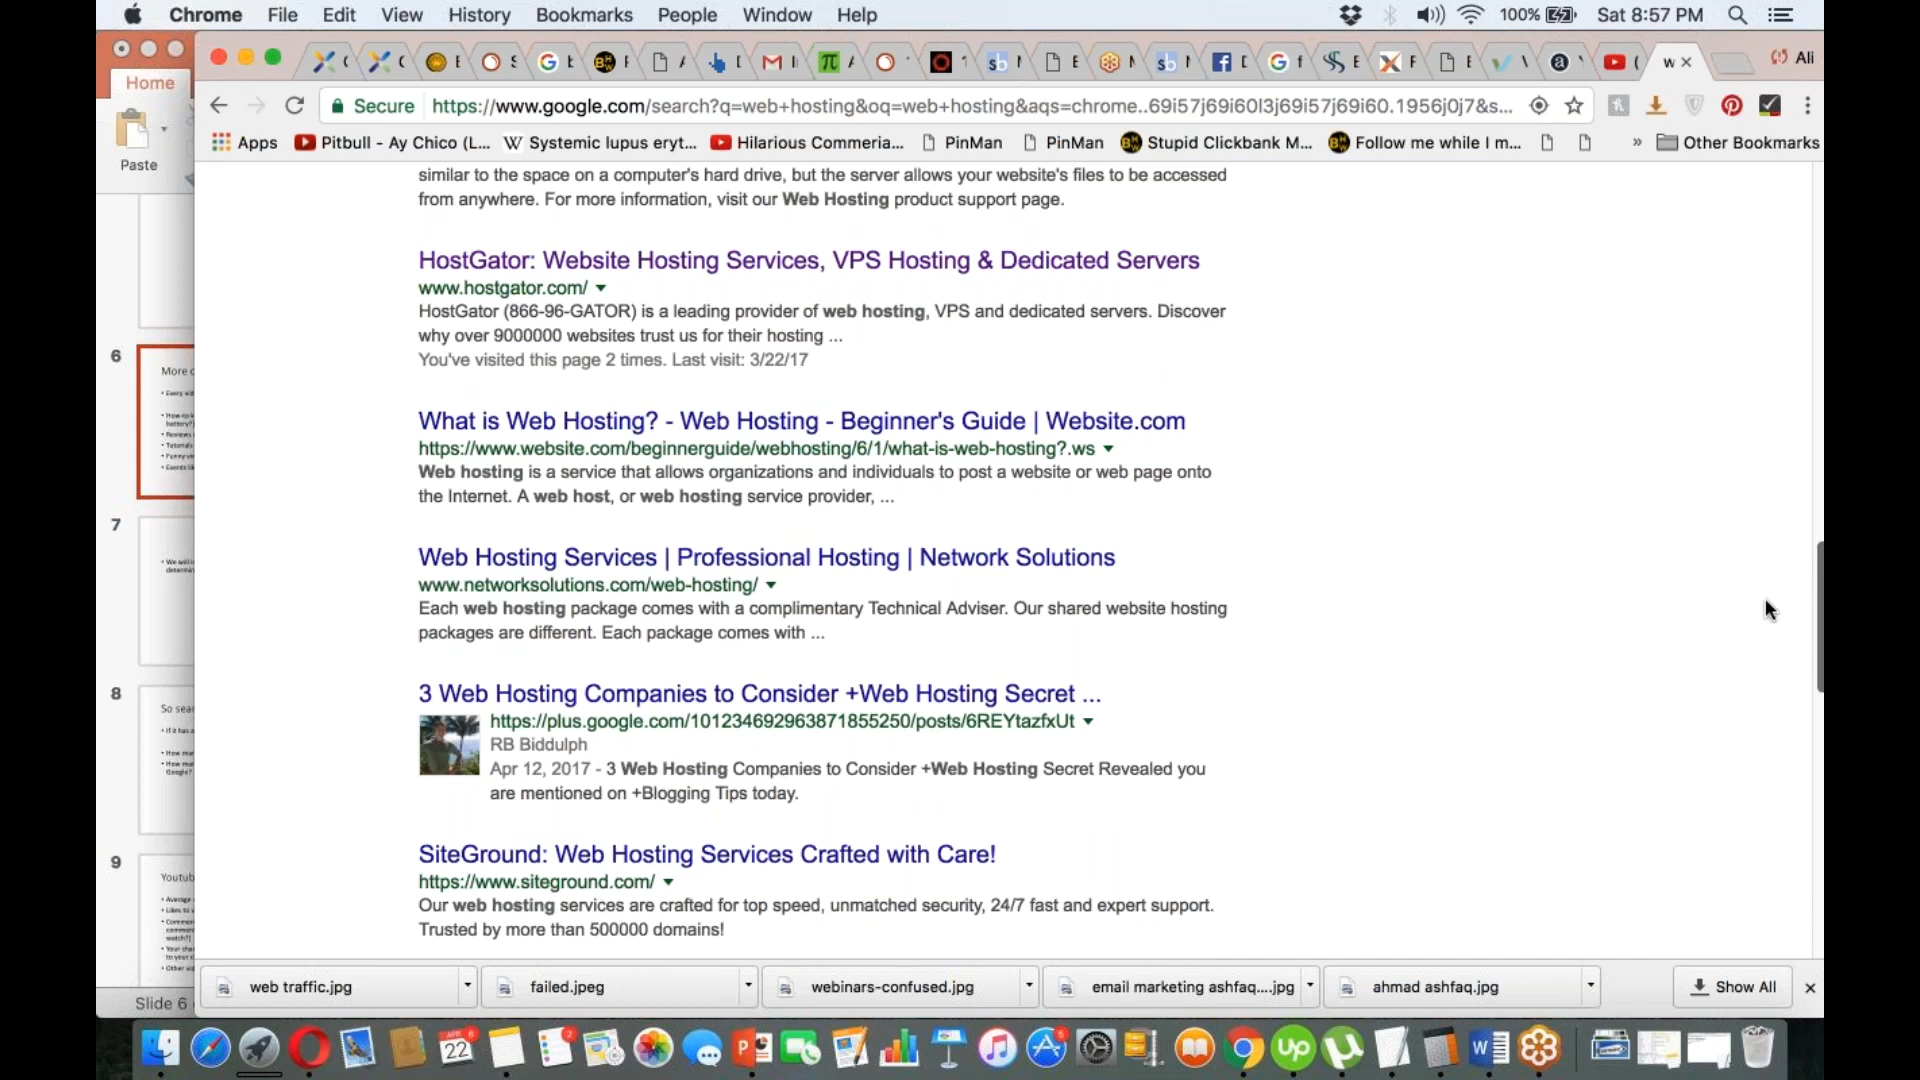 Chrome File Edit View History Bookmarks People Window Help
100% Sat 8:57 PM
Home
Ali
Secure https://www.google.com/search?q=web+hosting&oq=web+hosting&aqs=chrome..69i57j69i60l3j69i57j69i60.1956j0j7&s...
Paste
Apps Pitbull - Ay Chico (L... Systemic lupus eryt... Hilarious Commeria... PinMan PinMan Stupid Clickbank M... Follow me while I m... » Other Bookmarks
similar to the space on a computer's hard drive, but the server allows your website's files to be accessed
from anywhere. For more information, visit our Web Hosting product support page.
HostGator: Website Hosting Services, VPS Hosting & Dedicated Servers
www.hostgator.com/
HostGator (866-96-GATOR) is a leading provider of web hosting, VPS and dedicated servers. Discover
why over 9000000 websites trust us for their hosting ...
You've visited this page 2 times. Last visit: 3/22/17
What is Web Hosting? - Web Hosting - Beginner's Guide | Website.com
https://www.website.com/beginnerguide/webhosting/6/1/what-is-web-hosting?.ws
Web hosting is a service that allows organizations and individuals to post a website or web page onto
the Internet. A web host, or web hosting service provider, ...
Web Hosting Services | Professional Hosting | Network Solutions
www.networksolutions.com/web-hosting/
Each web hosting package comes with a complimentary Technical Adviser. Our shared website hosting
packages are different. Each package comes with ...
3 Web Hosting Companies to Consider +Web Hosting Secret ...
https://plus.google.com/101234692963871855250/posts/6REYtazfxUt
RB Biddulph
Apr 12, 2017 - 3 Web Hosting Companies to Consider +Web Hosting Secret Revealed you
are mentioned on +Blogging Tips today.
SiteGround: Web Hosting Services Crafted with Care!
https://www.siteground.com/
Our web hosting services are crafted for top speed, unmatched security, 24/7 fast and expert support.
Trusted by more than 500000 domains!
6
7
8
9
Slide 6
web traffic.jpg failed.jpeg webinars-confused.jpg email marketing ashfaq....jpg ahmad ashfaq.jpg Show All